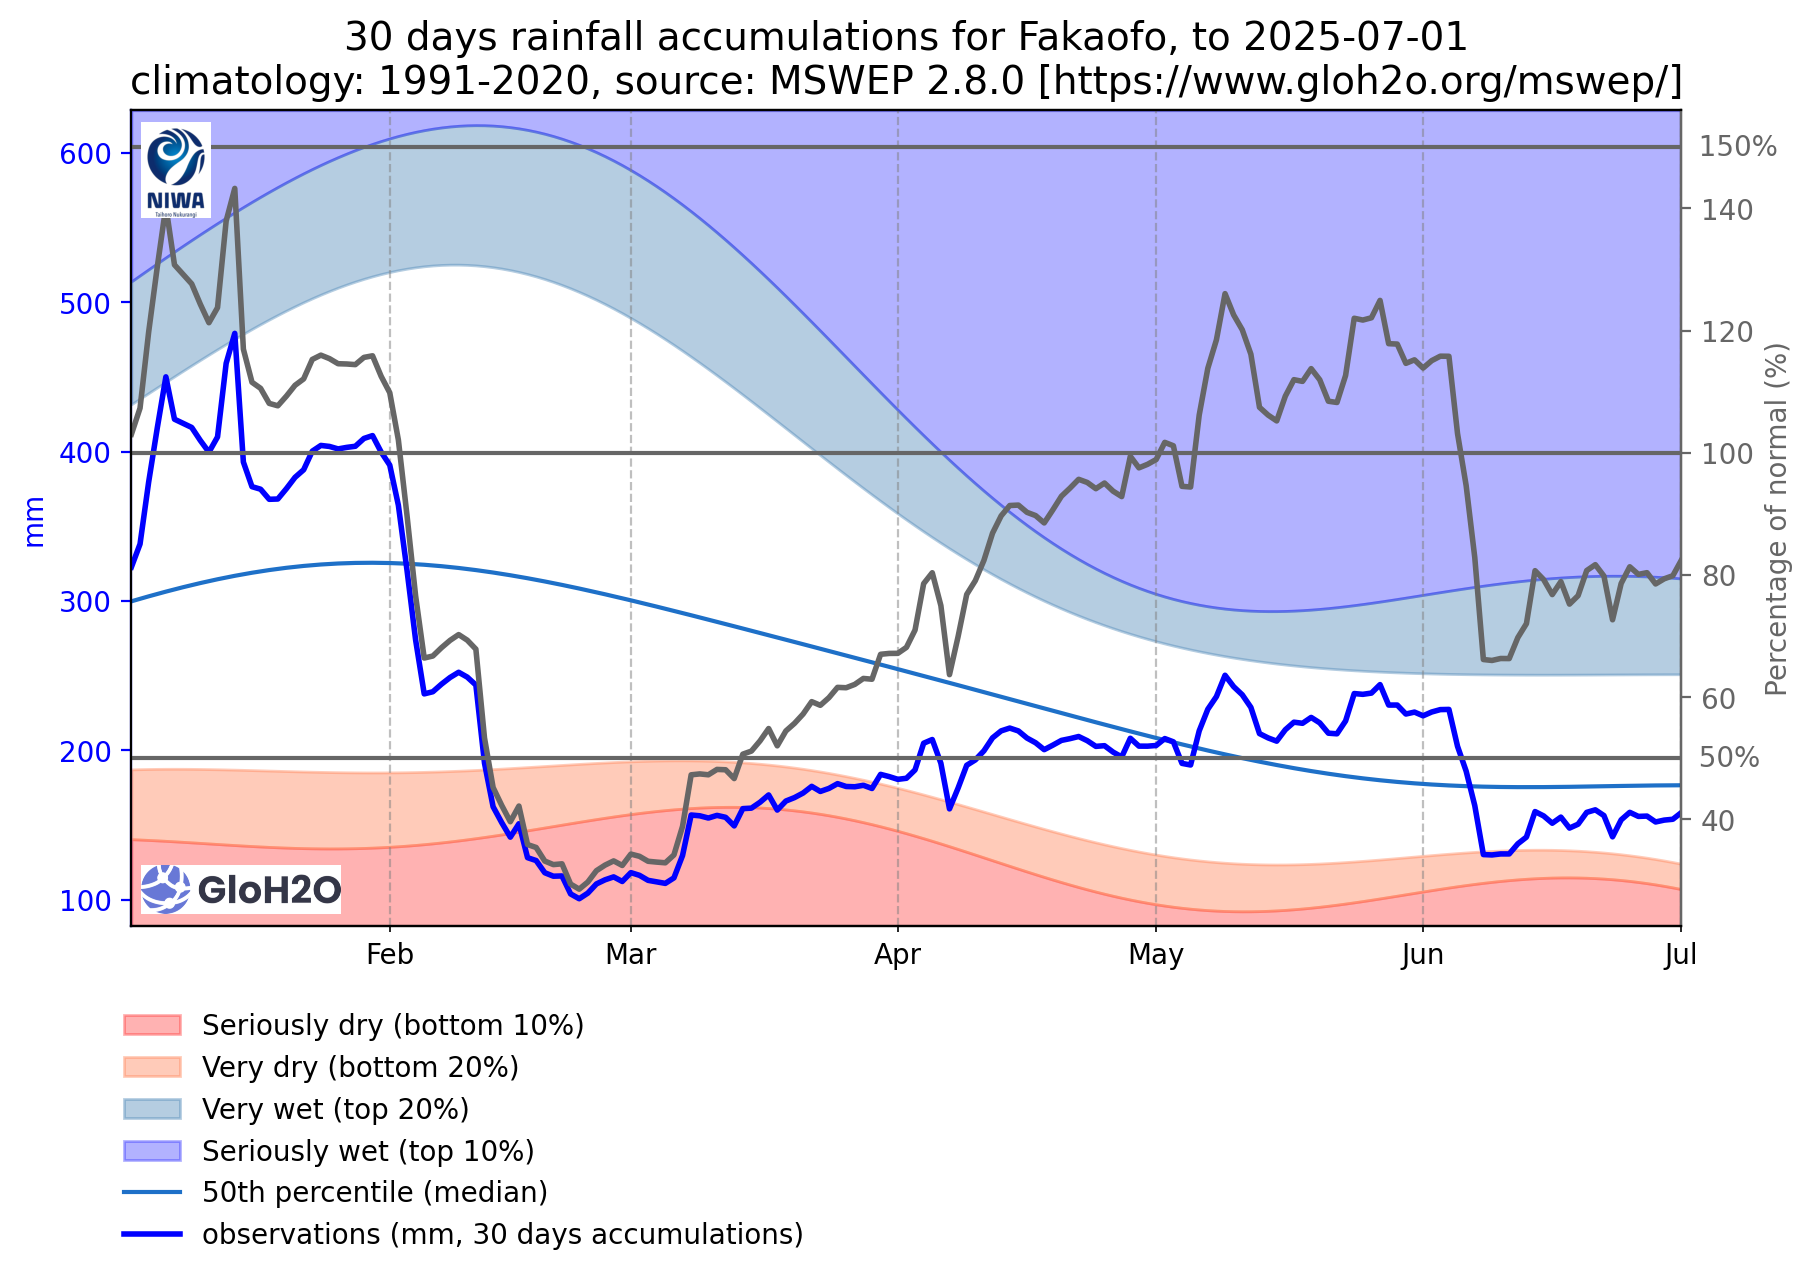 30 days rainfall accumulations for Fakaofo, to 2025-07-01
climatology: 1991-2020, source: MSWEP 2.8.0 [https://www.gloh2o.org/mswep/]
NIWA
Taihoro Nukurangi
600
500
400
300
200
100
mm
150%
140
120
100
80
60
50%
40
Percentage of normal (%)
GloH2O
Feb
Mar
Apr
May
Jun
Jul
Seriously dry (bottom 10%)
Very dry (bottom 20%)
Very wet (top 20%)
Seriously wet (top 10%)
50th percentile (median)
observations (mm, 30 days accumulations)